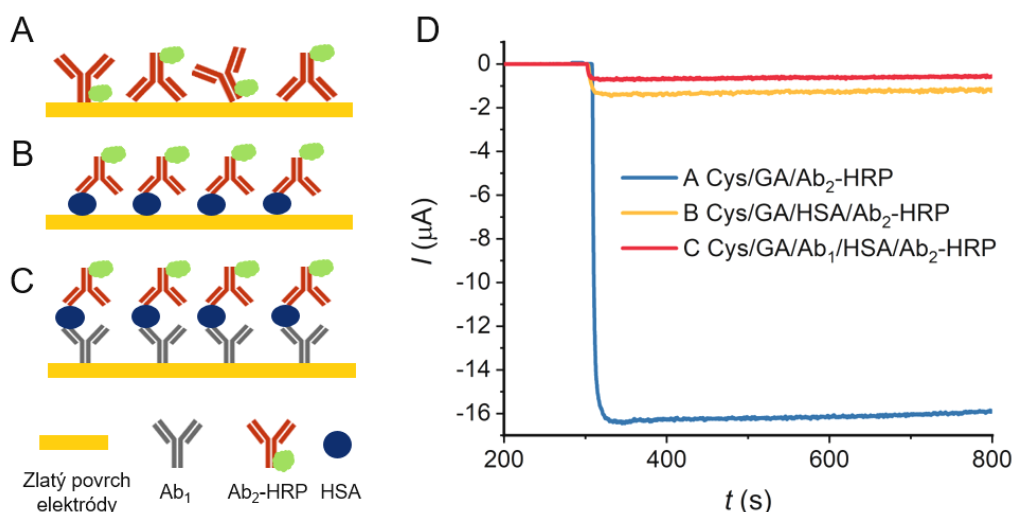 A
B
C
Zlatý povrch
elektródy
Ab₁
Ab₂-HRP
HSA
D
0
-2
-4
-6
-8
-10
-12
-14
-16
I (μA)
A Cys/GA/Ab₂-HRP
B Cys/GA/HSA/Ab₂-HRP
C Cys/GA/Ab₁/HSA/Ab₂-HRP
200
400
600
800
t (s)